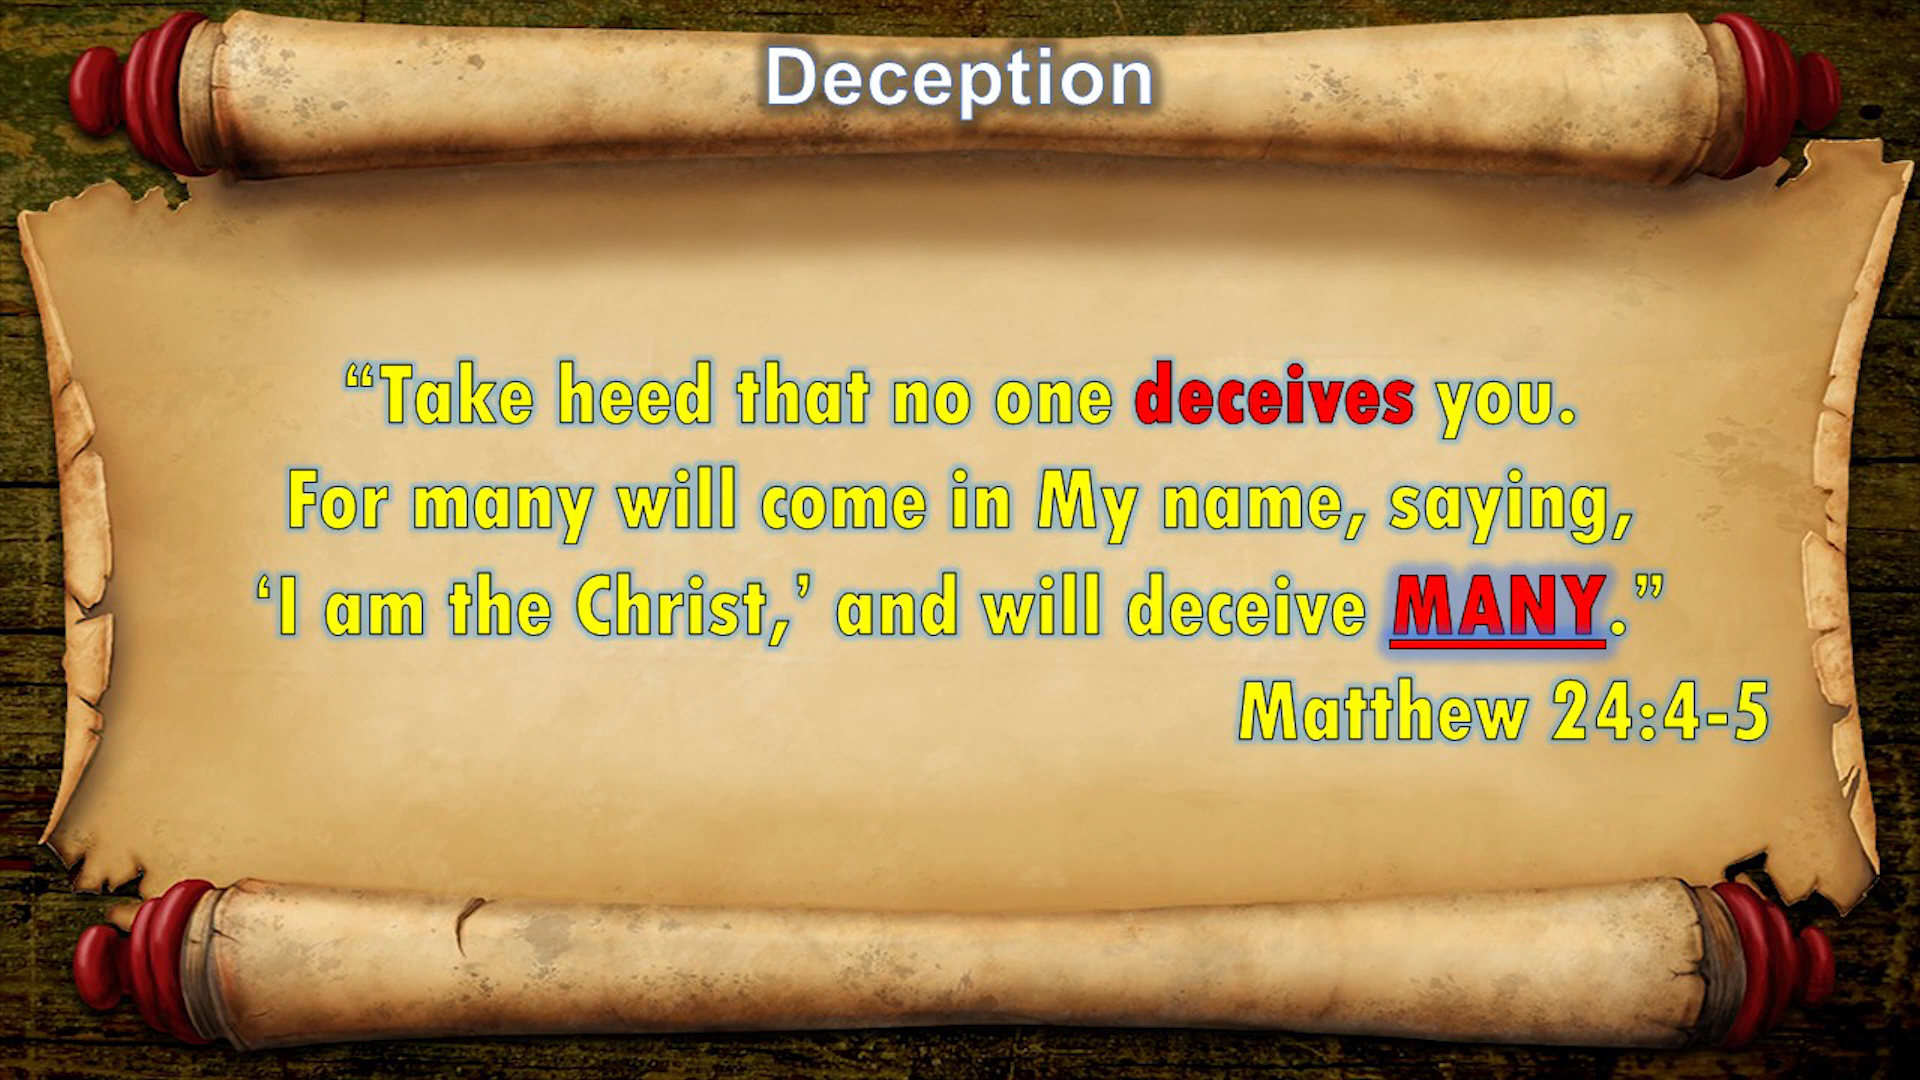 Deception
“Take heed that no one deceives you.
For many will come in My name, saying,
‘I am the Christ,’ and will deceive MANY.”
Matthew 24:4-5